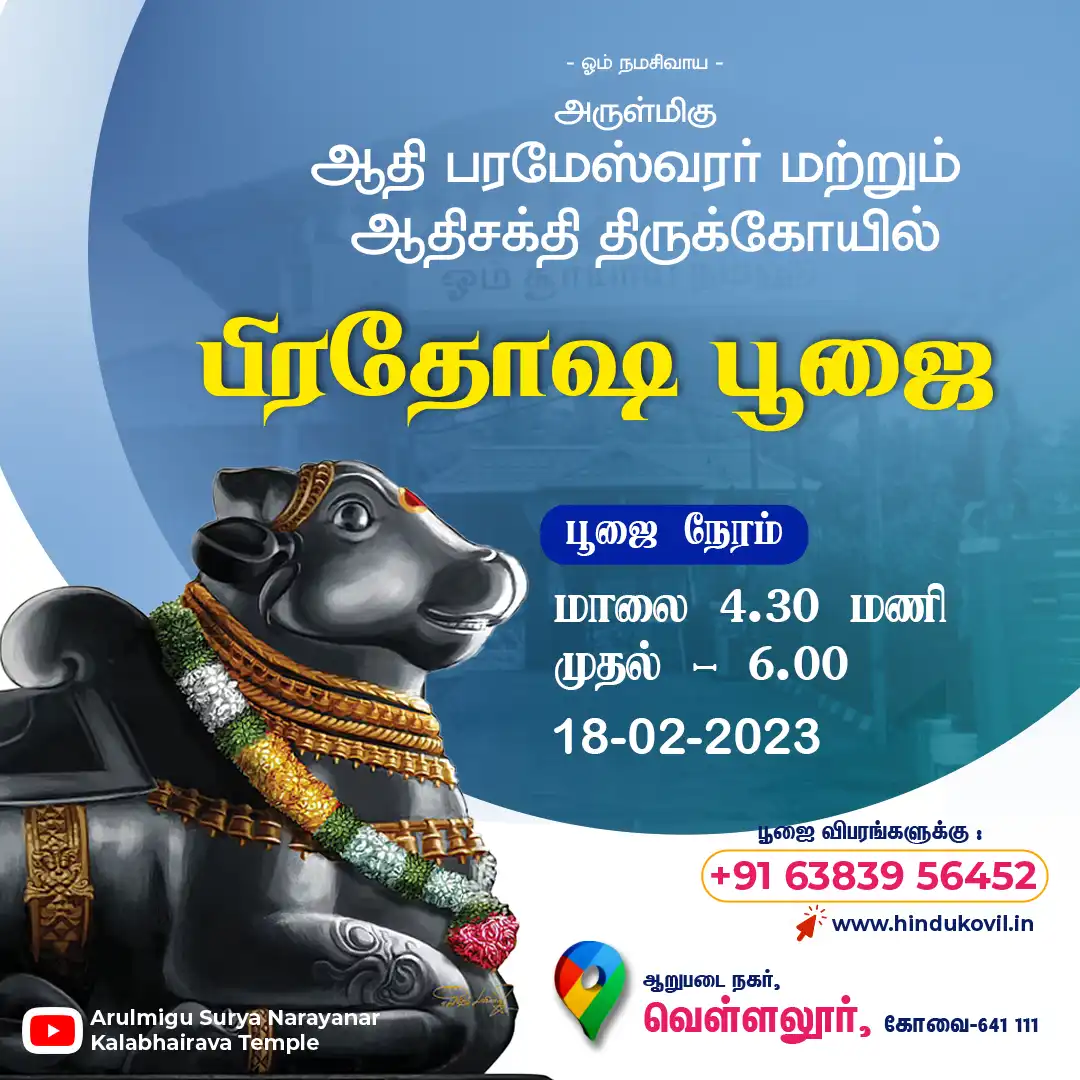 - ஓம் நமசிவாய -
அருள்மிகு
ஆதி பரமேஸ்வரர் மற்றும்
ஆதிசக்தி திருக்கோயில்
பிரதோஷ பூஜை
பூஜை நேரம்
மாலை 4.30 மணி
முதல் - 6.00
18-02-2023
பூஜை விபரங்களுக்கு :
+91 63839 56452
www.hindukovil.in
ஆறுபடை நகர்,
வெள்ளலூர், கோவை-641 111
Arulmigu Surya Narayanar
Kalabhairava Temple